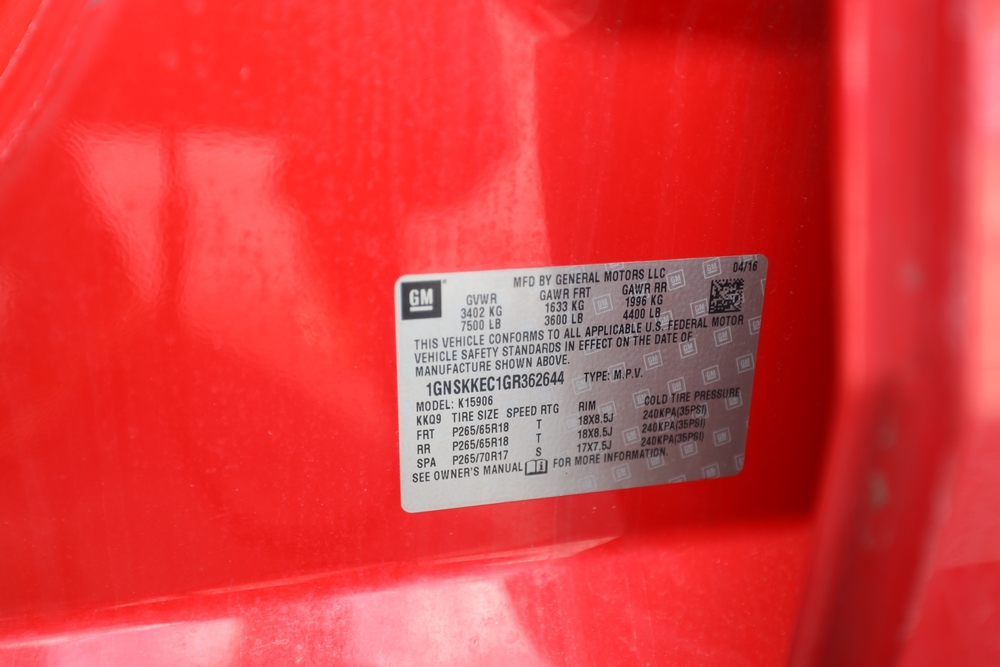 GM
MFD BY GENERAL MOTORS LLC 04/16
GVWR GAWR FRT GAWR RR
3402 KG 1633 KG 1996 KG
7500 LB 3600 LB 4400 LB
THIS VEHICLE CONFORMS TO ALL APPLICABLE U.S. FEDERAL MOTOR
VEHICLE SAFETY STANDARDS IN EFFECT ON THE DATE OF
MANUFACTURE SHOWN ABOVE.
1GNSKKEC1GR362644 TYPE: M.P.V.
MODEL: K15906
KKQ9 TIRE SIZE SPEED RTG RIM COLD TIRE PRESSURE
FRT P265/65R18 T 18X8.5J 240KPA(35PSI)
RR P265/65R18 T 18X8.5J 240KPA(35PSI)
SPA P265/70R17 S 17X7.5J 240KPA(35PSI)
SEE OWNER'S MANUAL FOR MORE INFORMATION.